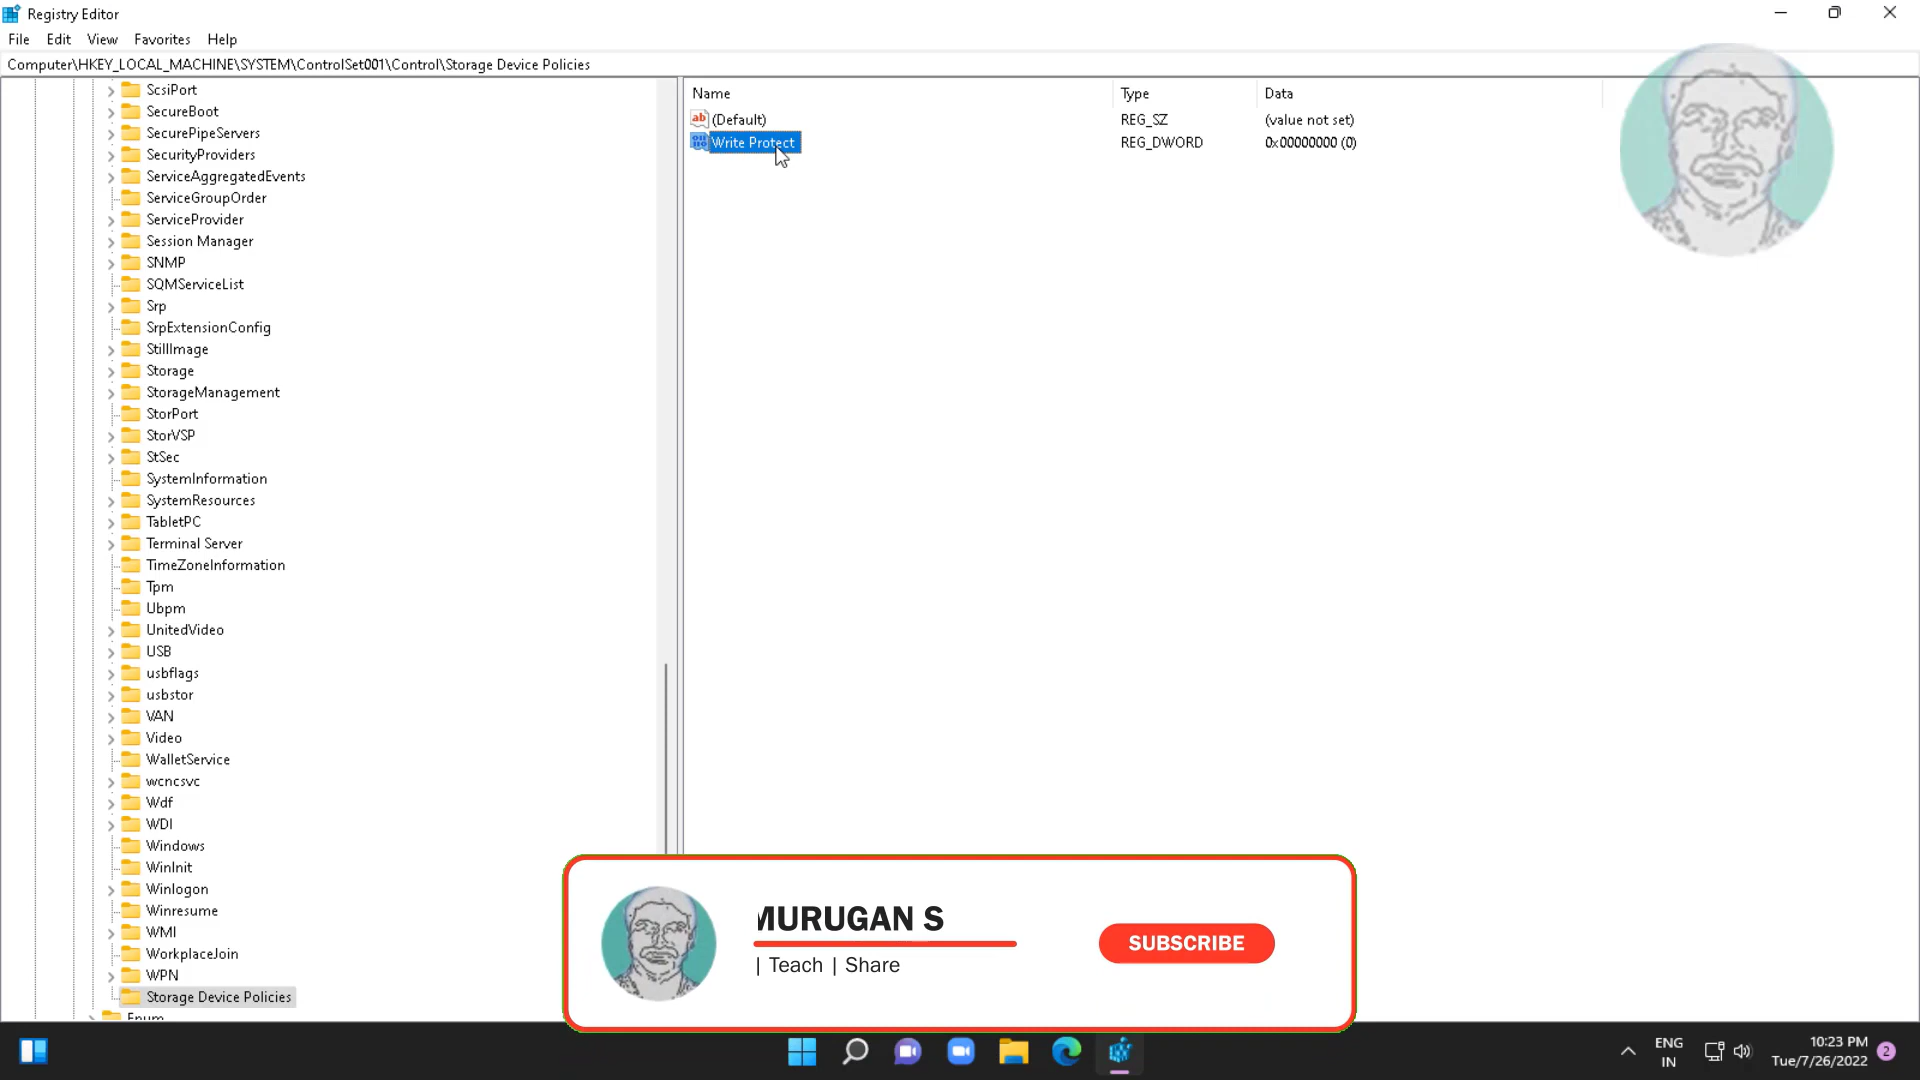 Registry Editor
File Edit View Favorites Help
Computer\HKEY_LOCAL_MACHINE\SYSTEM\ControlSet001\Control\Storage Device Policies
ScsiPort
SecureBoot
SecurePipeServers
SecurityProviders
ServiceAggregatedEvents
ServiceGroupOrder
ServiceProvider
Session Manager
SNMP
SQMServiceList
Srp
SrpExtensionConfig
StillImage
Storage
StorageManagement
StorPort
StorVSP
StSec
SystemInformation
SystemResources
TabletPC
Terminal Server
TimeZoneInformation
Tpm
Ubpm
UnitedVideo
USB
usbflags
usbstor
VAN
Video
WalletService
wcncsvc
Wdf
WDI
Windows
WinInit
Winlogon
Winresume
WMI
WorkplaceJoin
WPN
Storage Device Policies
Enum
Name Type Data
(Default) REG_SZ (value not set)
Write Protect REG_DWORD 0x00000000 (0)
MURUGAN S
| Teach | Share
SUBSCRIBE
ENG
IN
10:23 PM
Tue/7/26/2022
2